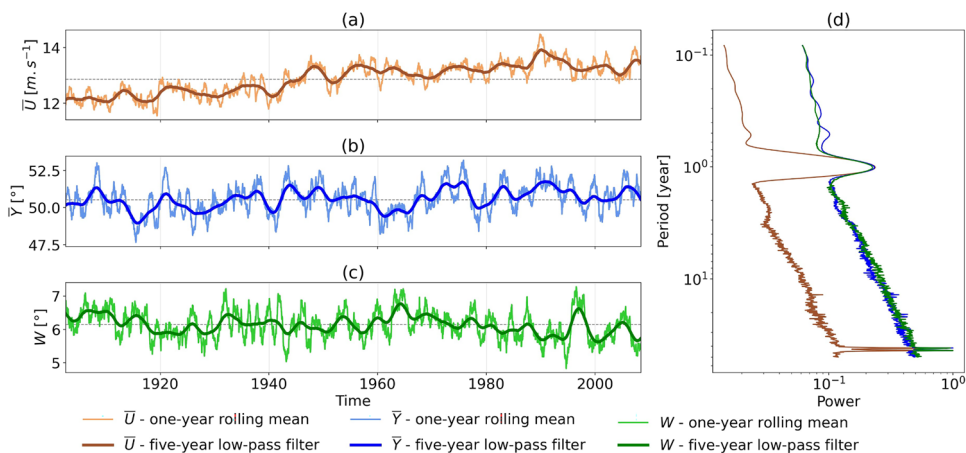 (a)
U̅ [m. s⁻¹]
14
12
(b)
Y̅ [°]
52.5
50.0
47.5
(c)
W [°]
7
6
5
1920 1940 1960 1980 2000
Time
(d)
Period [year]
10⁻¹
10⁰
10¹
10⁻¹ 10⁰
Power
U̅ - one-year rolling mean Y̅ - one-year rolling mean W - one-year rolling mean
U̅ - five-year low-pass filter Y̅ - five-year low-pass filter W - five-year low-pass filter